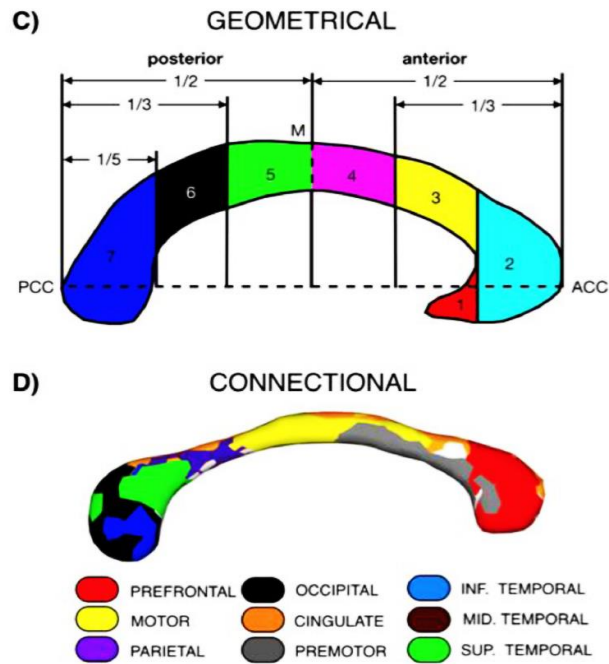 C) GEOMETRICAL
posterior anterior
1/2 1/2
1/3 1/3
M
1/5
6 5 4 3
7 2
PCC ACC
1
D) CONNECTIONAL
PREFRONTAL OCCIPITAL INF. TEMPORAL
MOTOR CINGULATE MID. TEMPORAL
PARIETAL PREMOTOR SUP. TEMPORAL